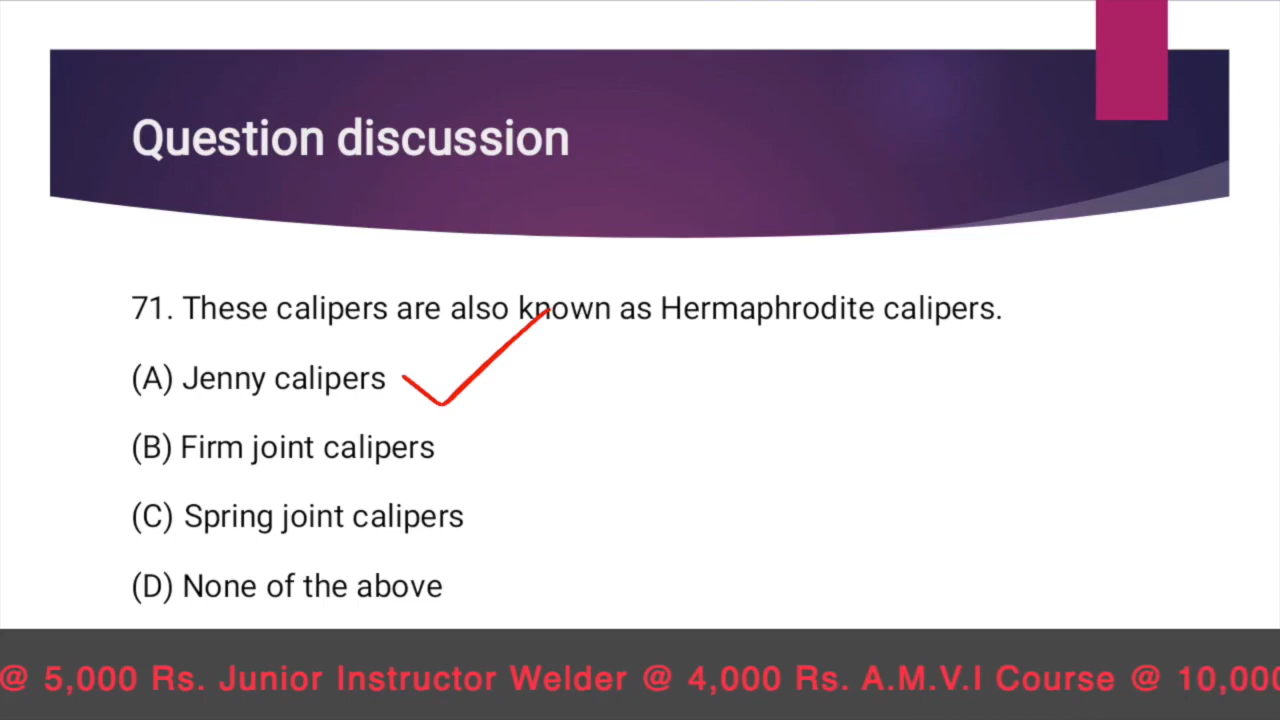 Question discussion
71. These calipers are also known as Hermaphrodite calipers.
(A) Jenny calipers
(B) Firm joint calipers
(C) Spring joint calipers
(D) None of the above
@ 5,000 Rs. Junior Instructor Welder @ 4,000 Rs. A.M.V.I Course @ 10,000